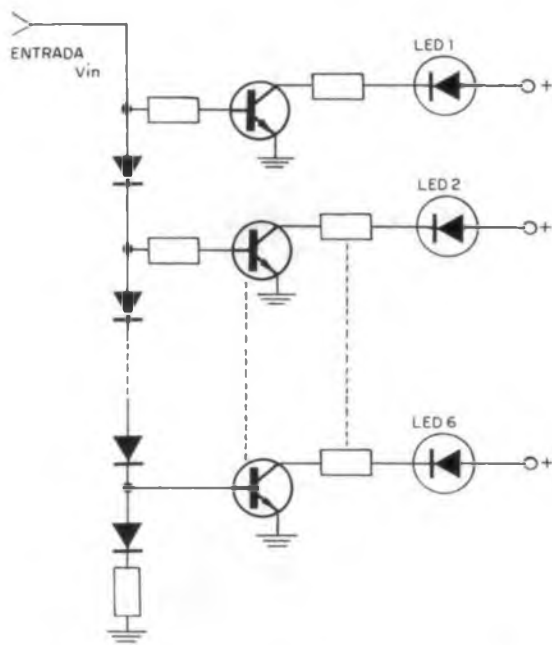 ENTRADA
Vin
LED 1
+
LED 2
+
LED 6
+